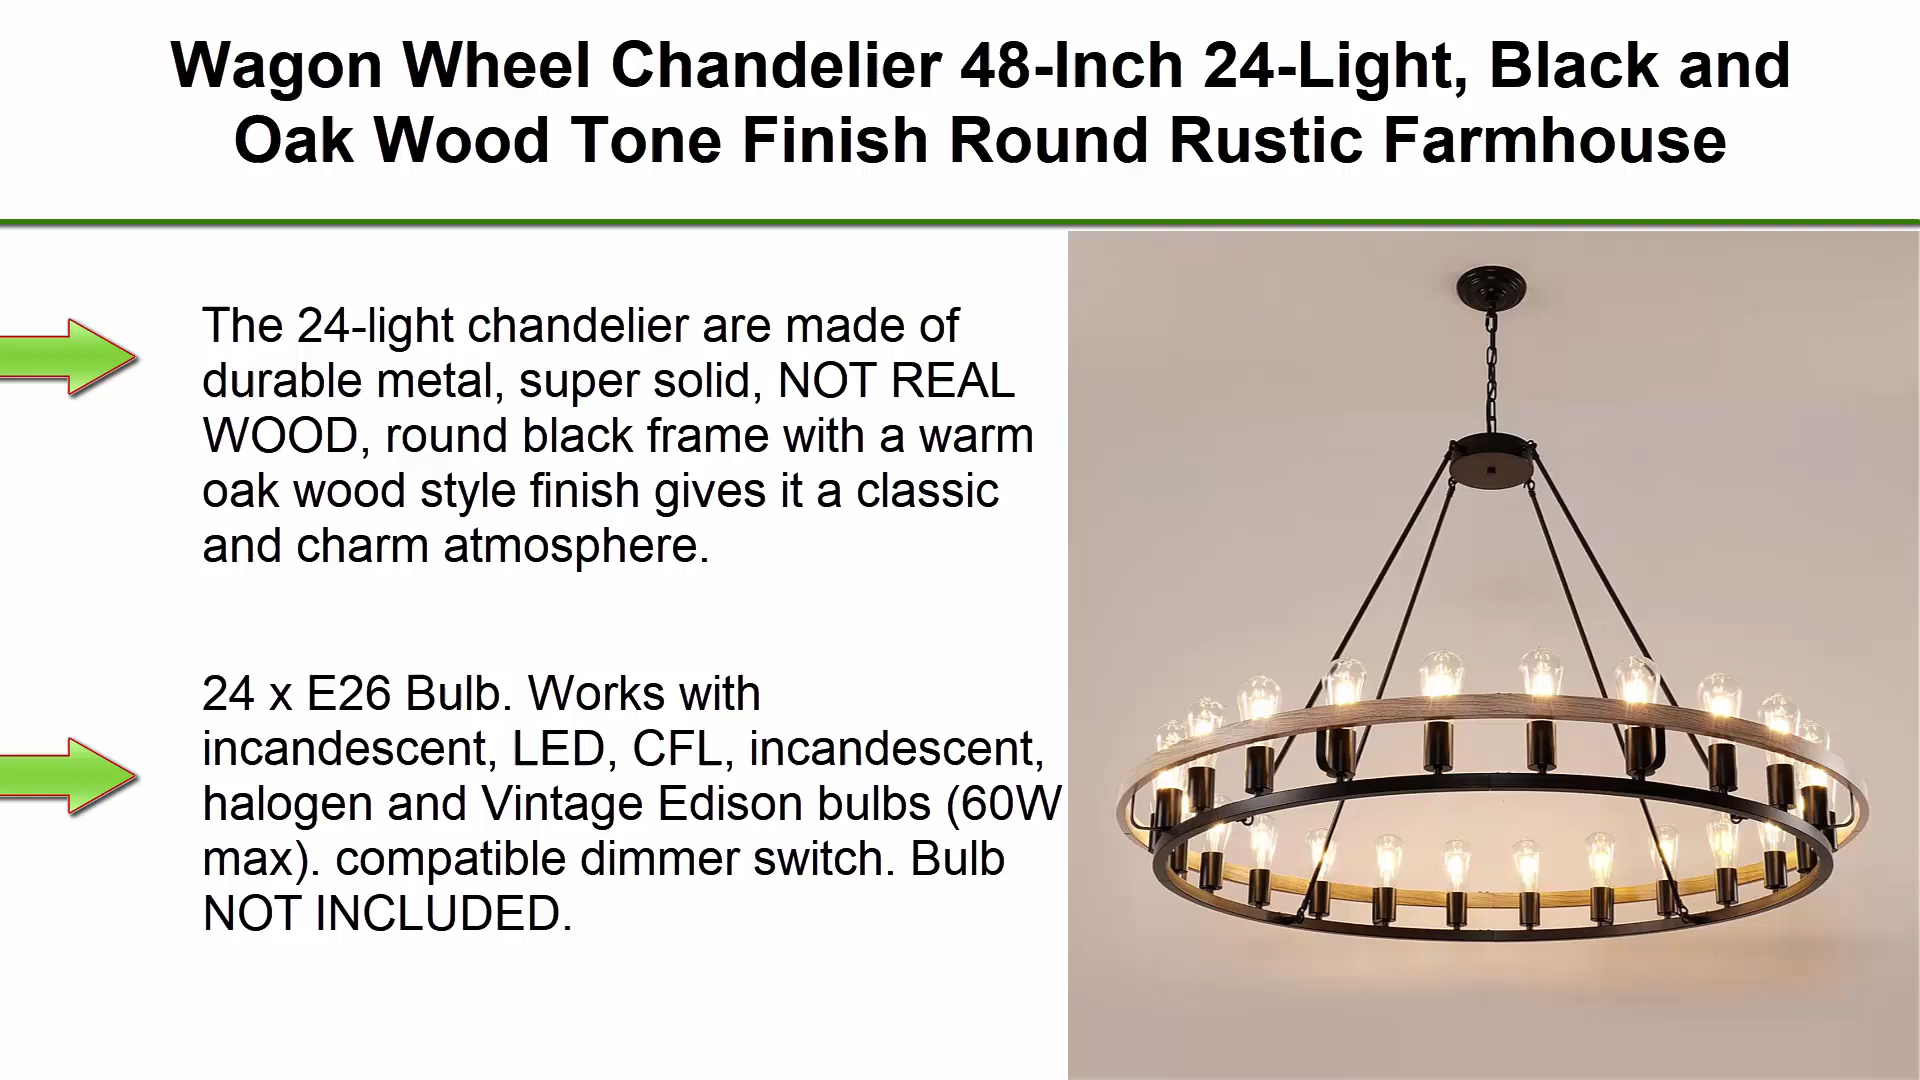 Wagon Wheel Chandelier 48-Inch 24-Light, Black and
Oak Wood Tone Finish Round Rustic Farmhouse
The 24-light chandelier are made of
durable metal, super solid, NOT REAL
WOOD, round black frame with a warm
oak wood style finish gives it a classic
and charm atmosphere.
24 x E26 Bulb. Works with
incandescent, LED, CFL, incandescent,
halogen and Vintage Edison bulbs (60W
max). compatible dimmer switch. Bulb
NOT INCLUDED.